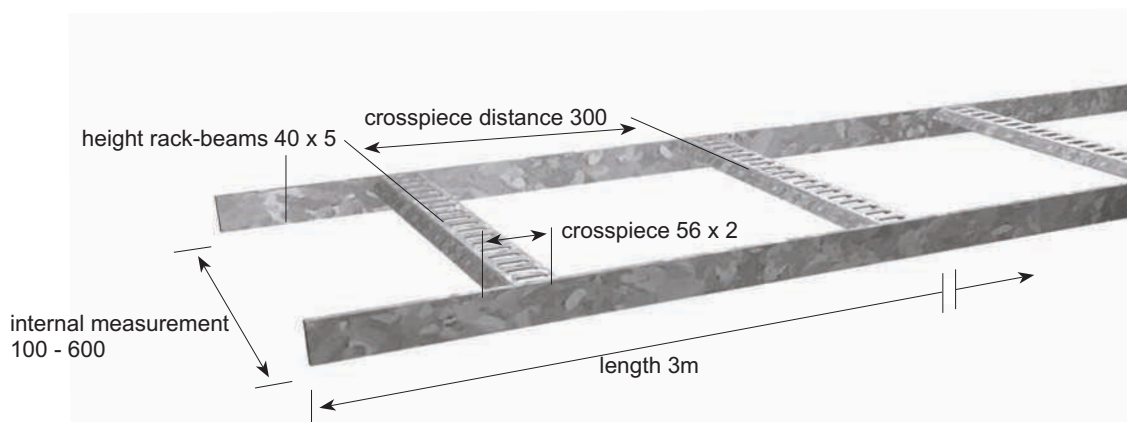 crosspiece distance 300
height rack-beams 40 x 5
crosspiece 56 x 2
internal measurement
100 - 600
length 3m